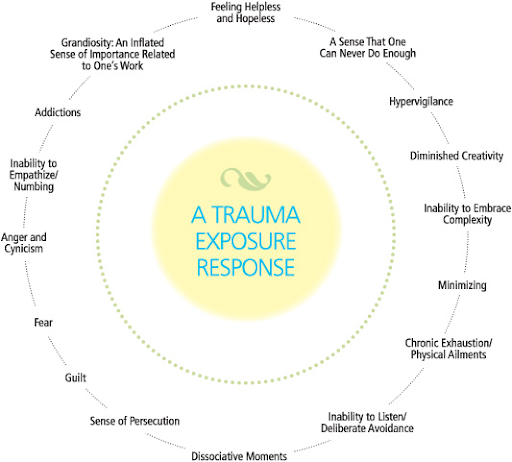 Feeling Helpless
and Hopeless
A Sense That One
Can Never Do Enough
Hypervigilance
Diminished Creativity
Inability to Embrace
Complexity
Minimizing
Chronic Exhaustion/
Physical Ailments
Inability to Listen/
Deliberate Avoidance
Dissociative Moments
Sense of Persecution
Guilt
Fear
Anger and
Cynicism
Inability to
Empathize/
Numbing
Addictions
Grandiosity: An Inflated
Sense of Importance Related
to One's Work
A TRAUMA
EXPOSURE
RESPONSE